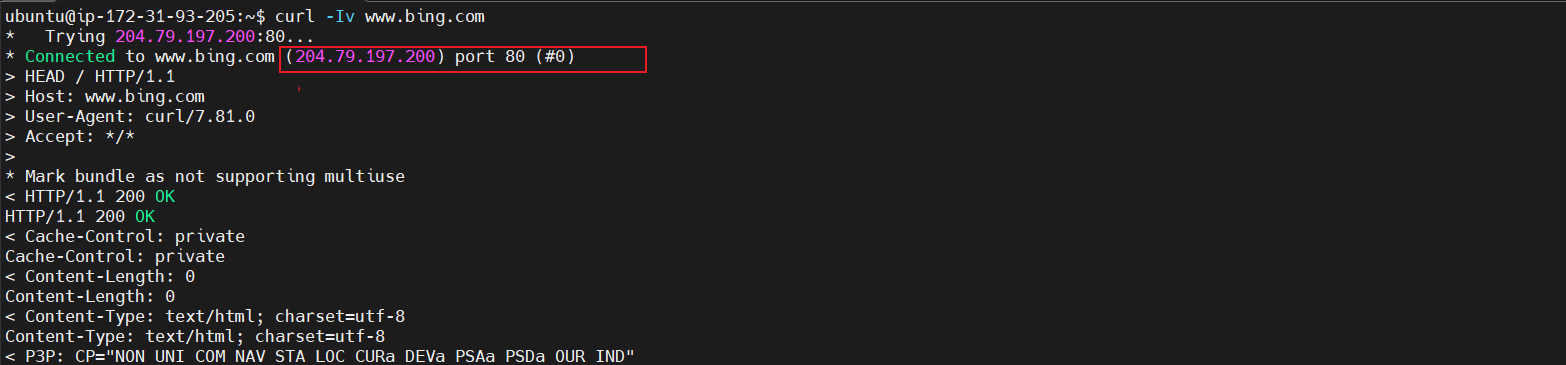 ubuntu@ip-172-31-93-205:~$ curl -Iv www.bing.com
*   Trying 204.79.197.200:80...
* Connected to www.bing.com (204.79.197.200) port 80 (#0)
> HEAD / HTTP/1.1
> Host: www.bing.com
> User-Agent: curl/7.81.0
> Accept: */*
>
* Mark bundle as not supporting multiuse
< HTTP/1.1 200 OK
HTTP/1.1 200 OK
< Cache-Control: private
Cache-Control: private
< Content-Length: 0
Content-Length: 0
< Content-Type: text/html; charset=utf-8
Content-Type: text/html; charset=utf-8
< P3P: CP="NON UNI COM NAV STA LOC CURa DEVa PSAa PSDa OUR IND"